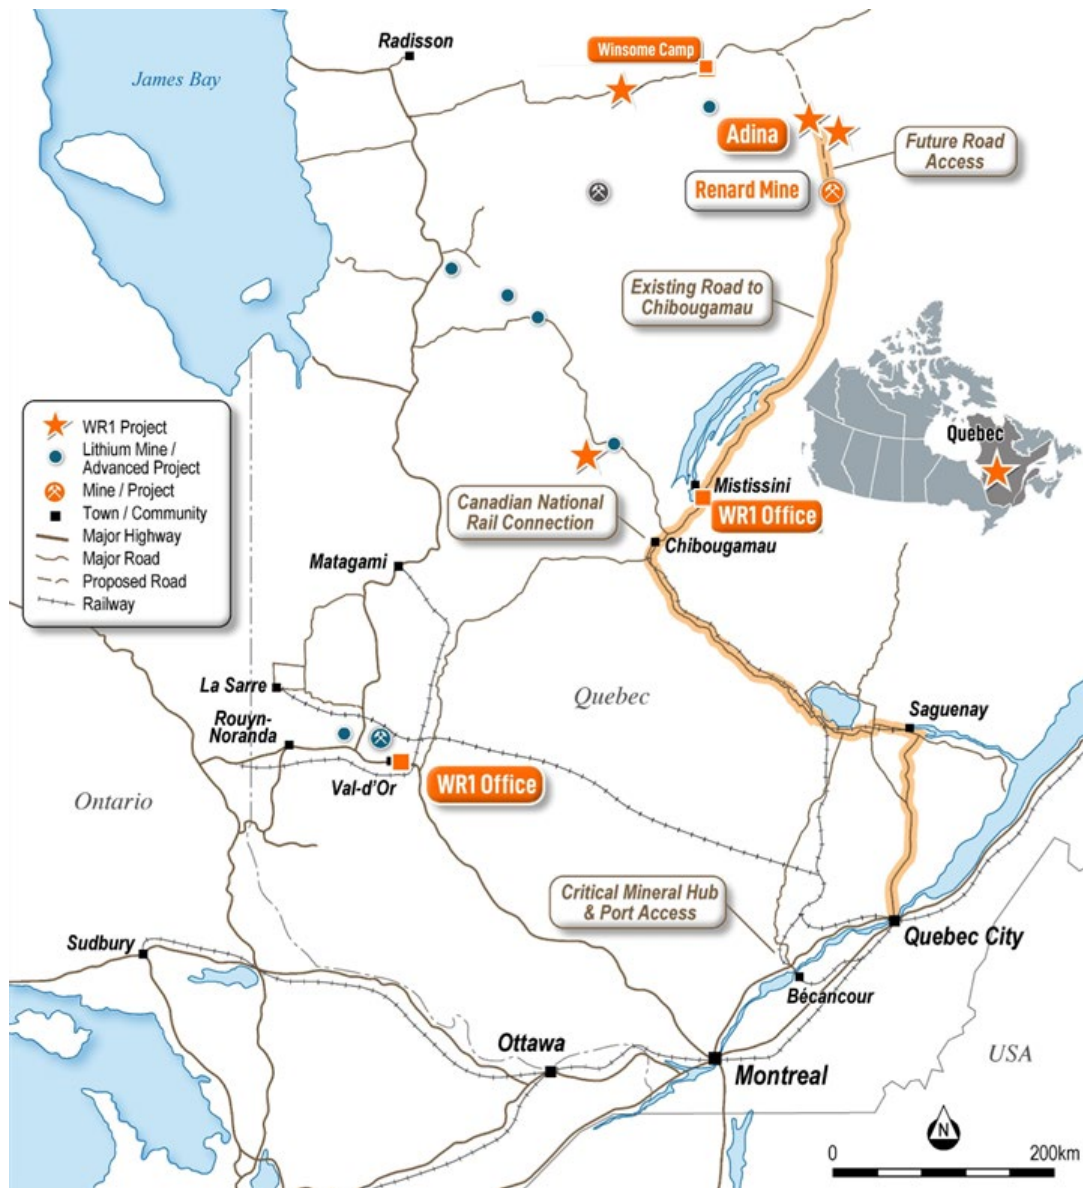 Radisson
Winsome Camp
James Bay
Adina
Future Road
Access
Renard Mine
Existing Road to
Chibougamau
WR1 Project
Lithium Mine /
Advanced Project
Mine / Project
Town / Community
Major Highway
Major Road
Proposed Road
Railway
Quebec
Mistissini
WR1 Office
Canadian National
Rail Connection
Chibougamau
Matagami
La Sarre
Quebec
Saguenay
Rouyn-
Noranda
Val-d'Or
WR1 Office
Ontario
Critical Mineral Hub
& Port Access
Sudbury
Quebec City
Bécancour
Ottawa
Montreal
USA
N
0 200km